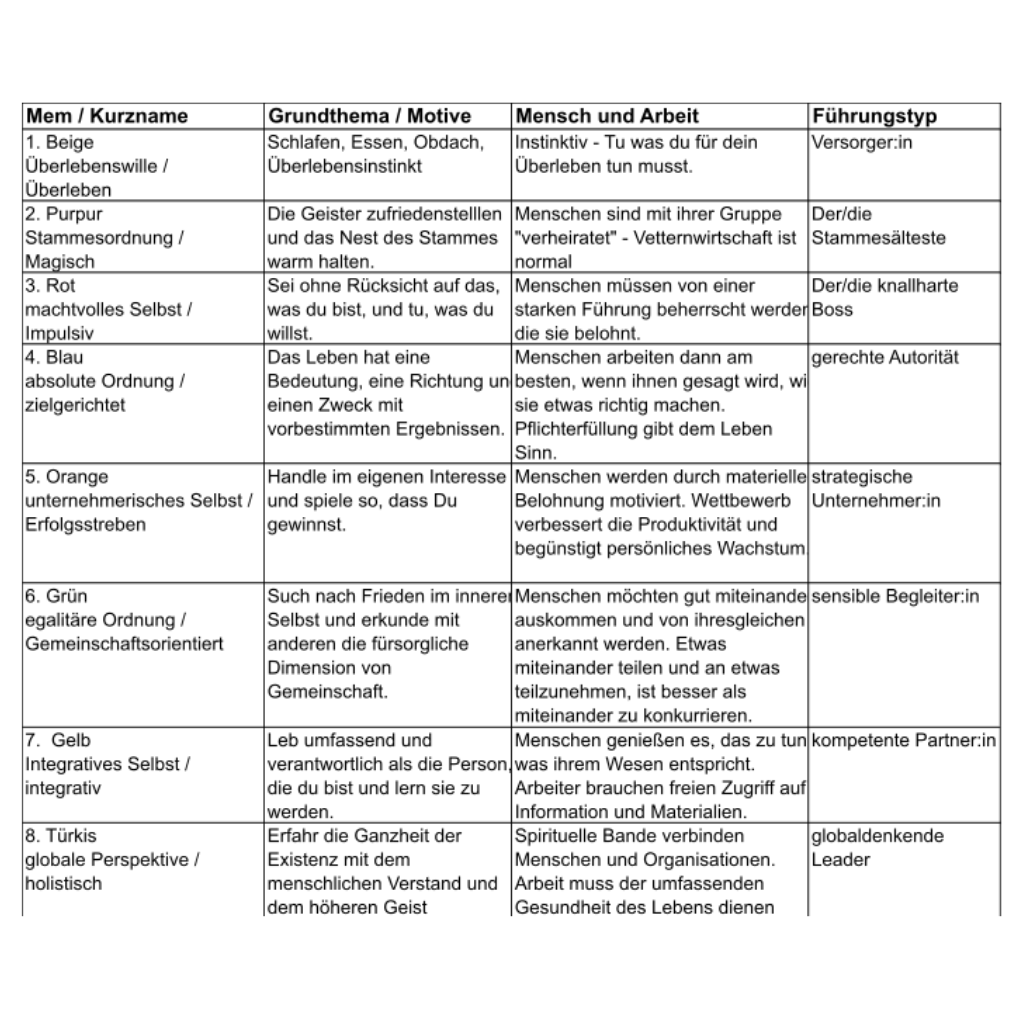 Mem / Kurzname
Grundthema / Motive
Mensch und Arbeit
Führungstyp
1. Beige
Überlebenswille /
Überleben
Schlafen, Essen, Obdach,
Überlebensinstinkt
Instinktiv - Tu was du für dein
Überleben tun musst.
Versorger:in
2. Purpur
Stammesordnung /
Magisch
Die Geister zufriedenstelllen
und das Nest des Stammes
warm halten.
Menschen sind mit ihrer Gruppe
"verheiratet" - Vetternwirtschaft ist
normal
Der/die
Stammesälteste
3. Rot
machtvolles Selbst /
Impulsiv
Sei ohne Rücksicht auf das,
was du bist, und tu, was du
willst.
Menschen müssen von einer
starken Führung beherrscht werden
die sie belohnt.
Der/die knallharte
Boss
4. Blau
absolute Ordnung /
zielgerichtet
Das Leben hat eine
Bedeutung, eine Richtung un
einen Zweck mit
vorbestimmten Ergebnissen.
Menschen arbeiten dann am
besten, wenn ihnen gesagt wird, wi
sie etwas richtig machen.
Pflichterfüllung gibt dem Leben
Sinn.
gerechte Autorität
5. Orange
unternehmerisches Selbst /
Erfolgsstreben
Handle im eigenen Interesse
und spiele so, dass Du
gewinnst.
Menschen werden durch materielle
Belohnung motiviert. Wettbewerb
verbessert die Produktivität und
begünstigt persönliches Wachstum.
strategische
Unternehmer:in
6. Grün
egalitäre Ordnung /
Gemeinschaftsorientiert
Such nach Frieden im inneren
Selbst und erkunde mit
anderen die fürsorgliche
Dimension von
Gemeinschaft.
Menschen möchten gut miteinande
auskommen und von ihresgleichen
anerkannt werden. Etwas
miteinander teilen und an etwas
teilzunehmen, ist besser als
miteinander zu konkurrieren.
sensible Begleiter:in
7.  Gelb
Integratives Selbst /
integrativ
Leb umfassend und
verantwortlich als die Person,
die du bist und lern sie zu
werden.
Menschen genießen es, das zu tun
was ihrem Wesen entspricht.
Arbeiter brauchen freien Zugriff auf
Information und Materialien.
kompetente Partner:in
8. Türkis
globale Perspektive /
holistisch
Erfahr die Ganzheit der
Existenz mit dem
menschlichen Verstand und
dem höheren Geist
Spirituelle Bande verbinden
Menschen und Organisationen.
Arbeit muss der umfassenden
Gesundheit des Lebens dienen
globaldenkende
Leader